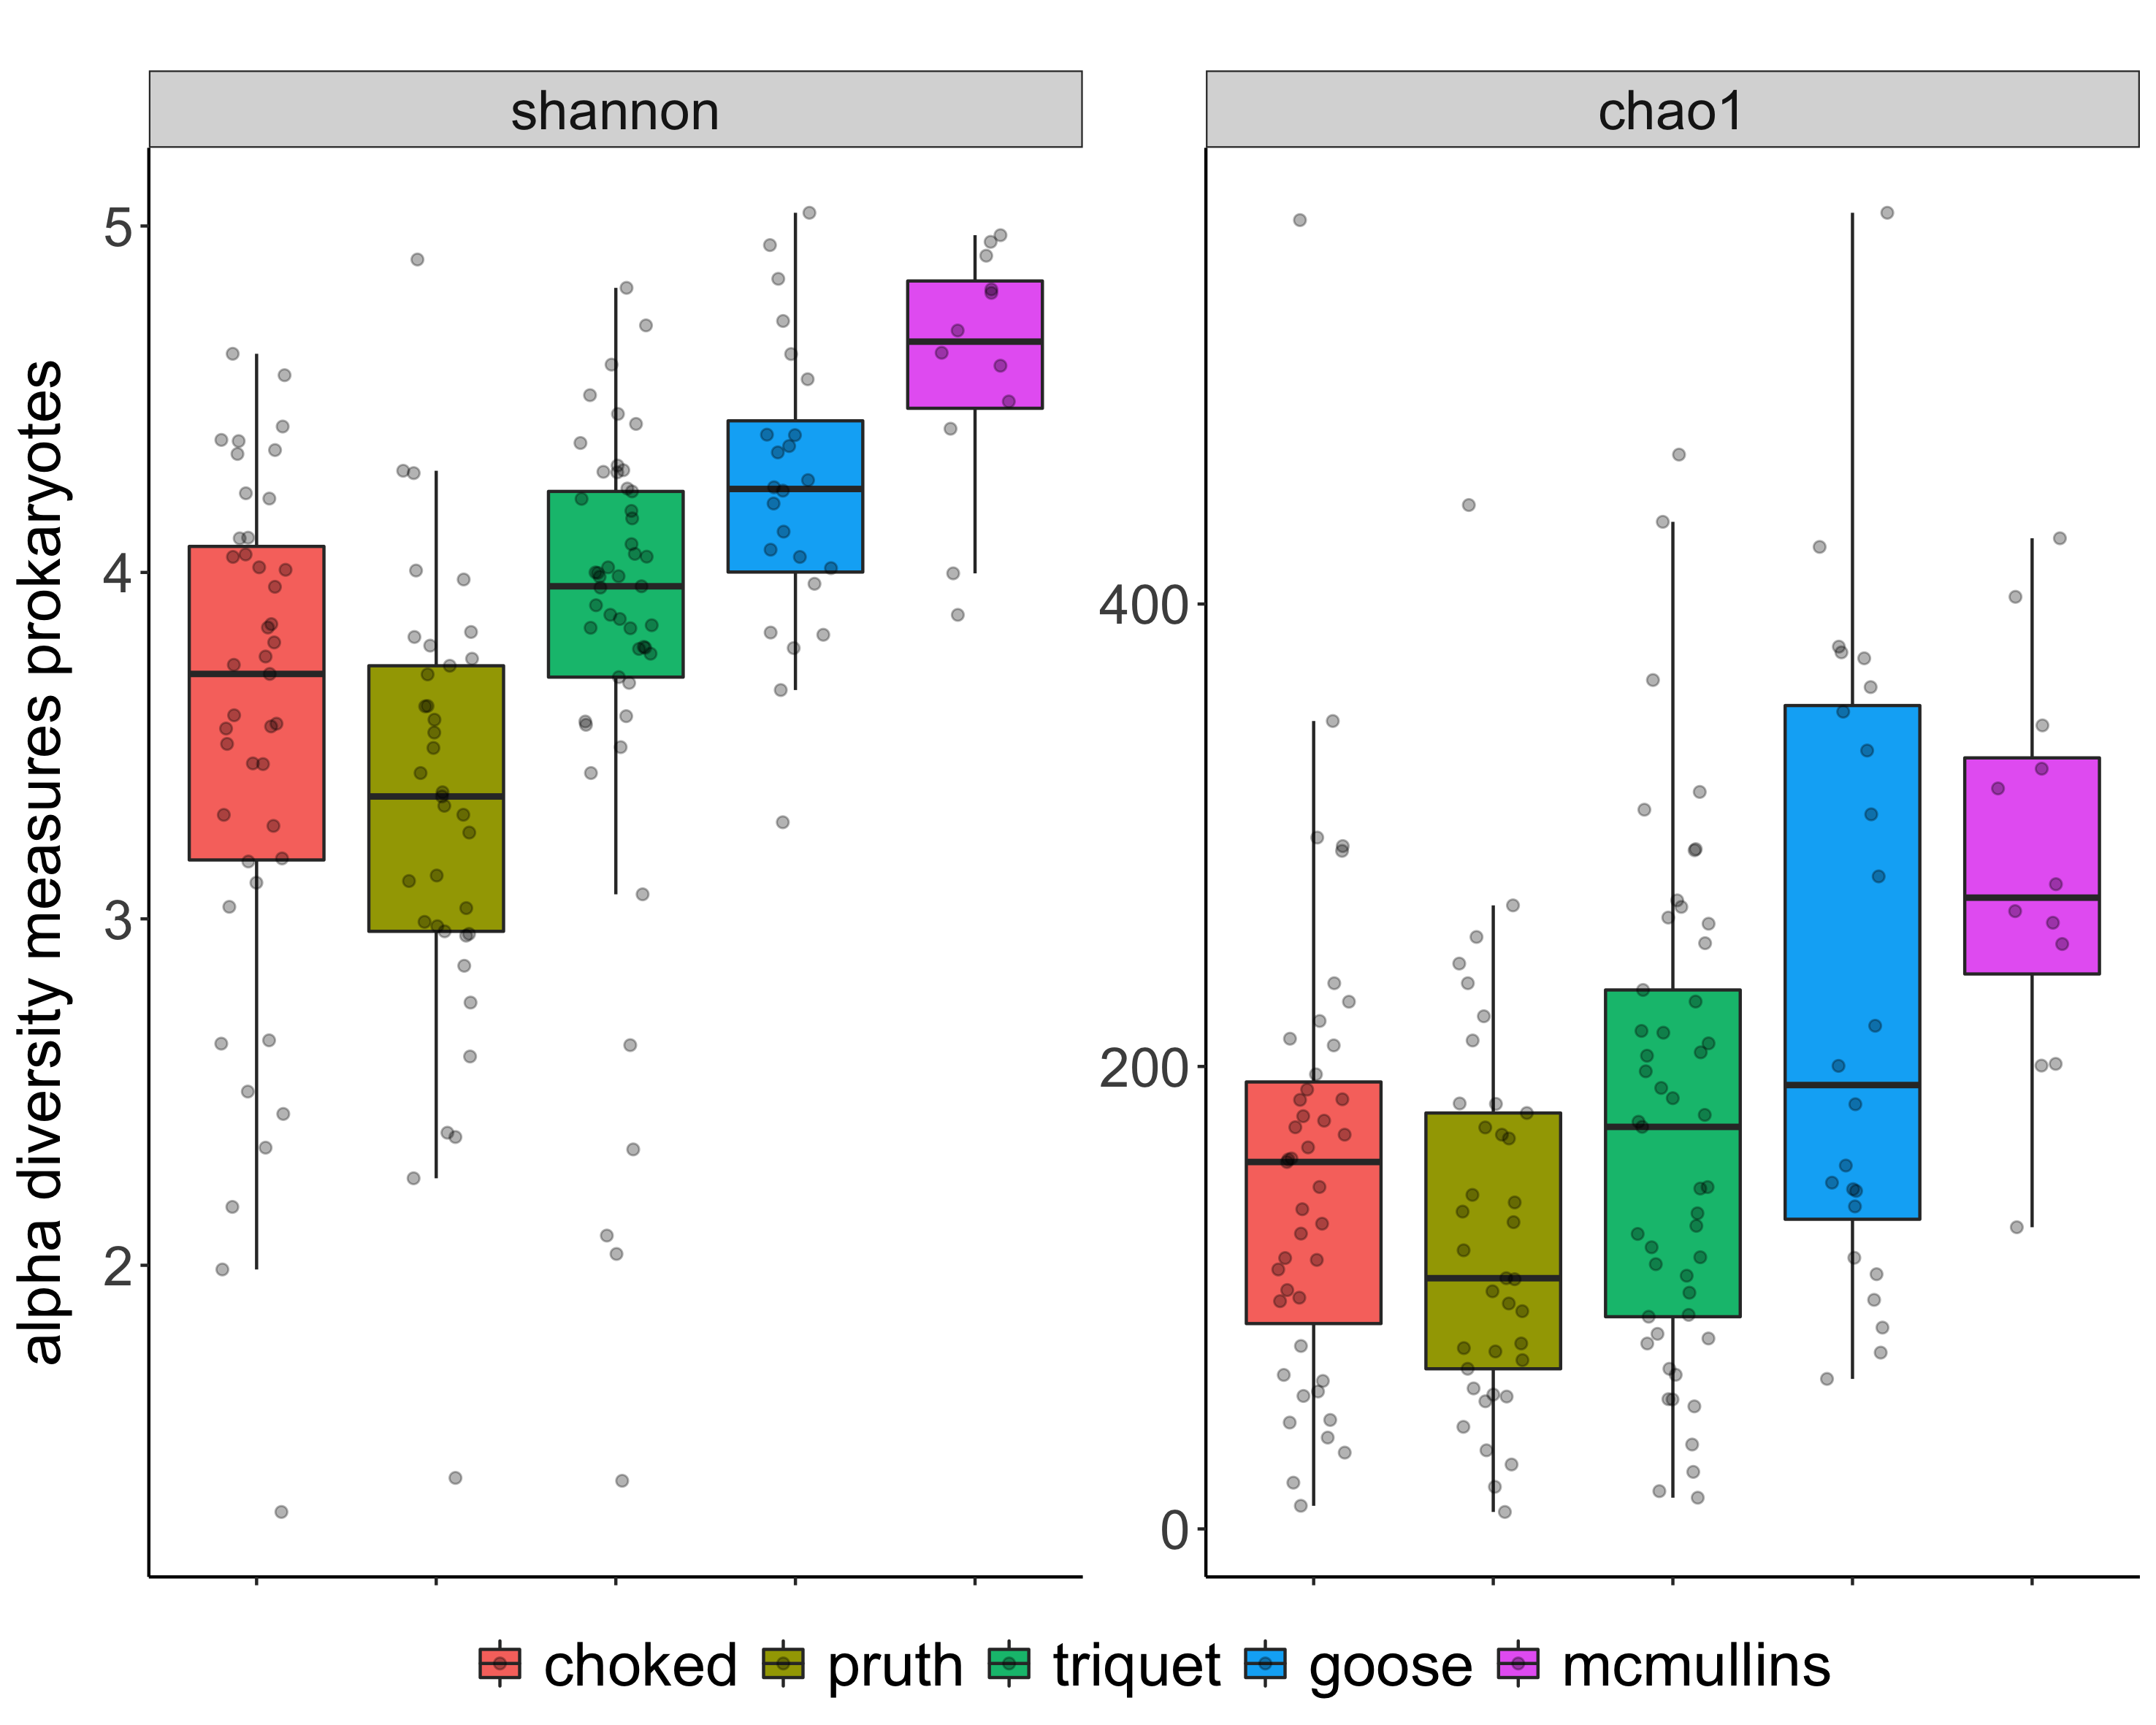 shannon
chao1
alpha diversity measures prokaryotes
5
4
3
2
400
200
0
choked pruth triquet goose mcmullins